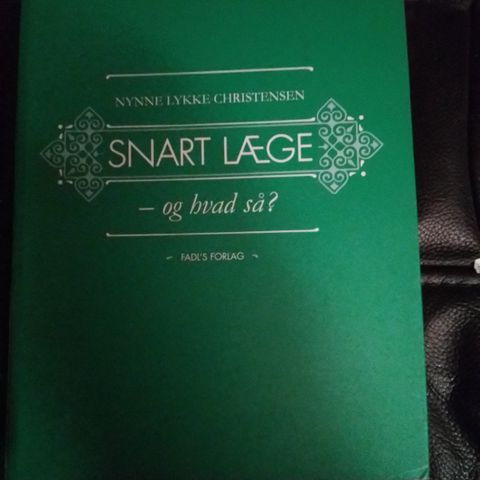 NYNNE LYKKE CHRISTENSEN
SNART LÆGE
– og hvad så?
FADL'S FORLAG